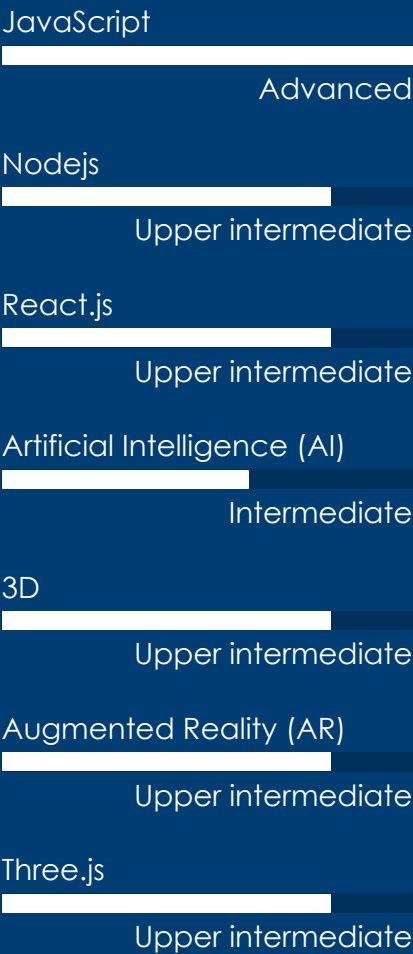 JavaScript
Advanced
Nodejs
Upper intermediate
React.js
Upper intermediate
Artificial Intelligence (AI)
Intermediate
3D
Upper intermediate
Augmented Reality (AR)
Upper intermediate
Three.js
Upper intermediate